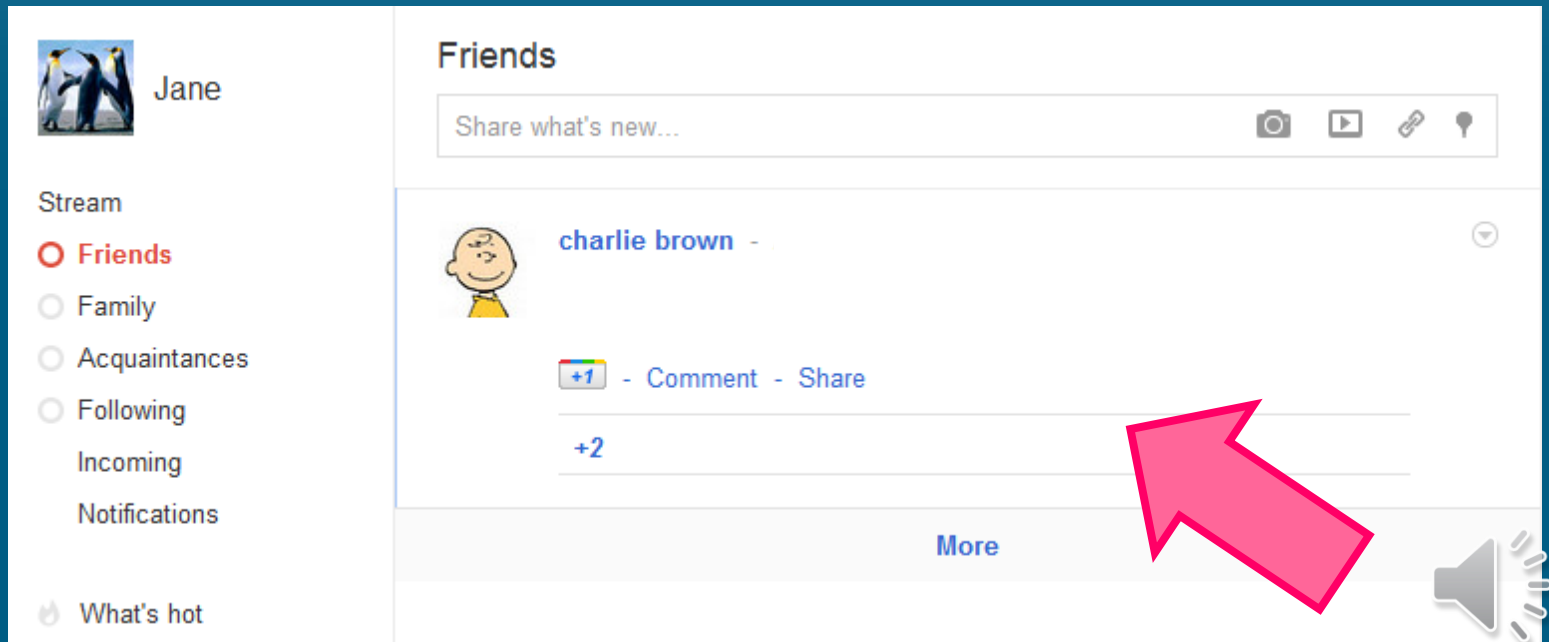 Jane
Stream
Friends
Family
Acquaintances
Following
Incoming
Notifications
What's hot
Friends
Share what's new...
charlie brown -
+1 - Comment - Share
+2
More